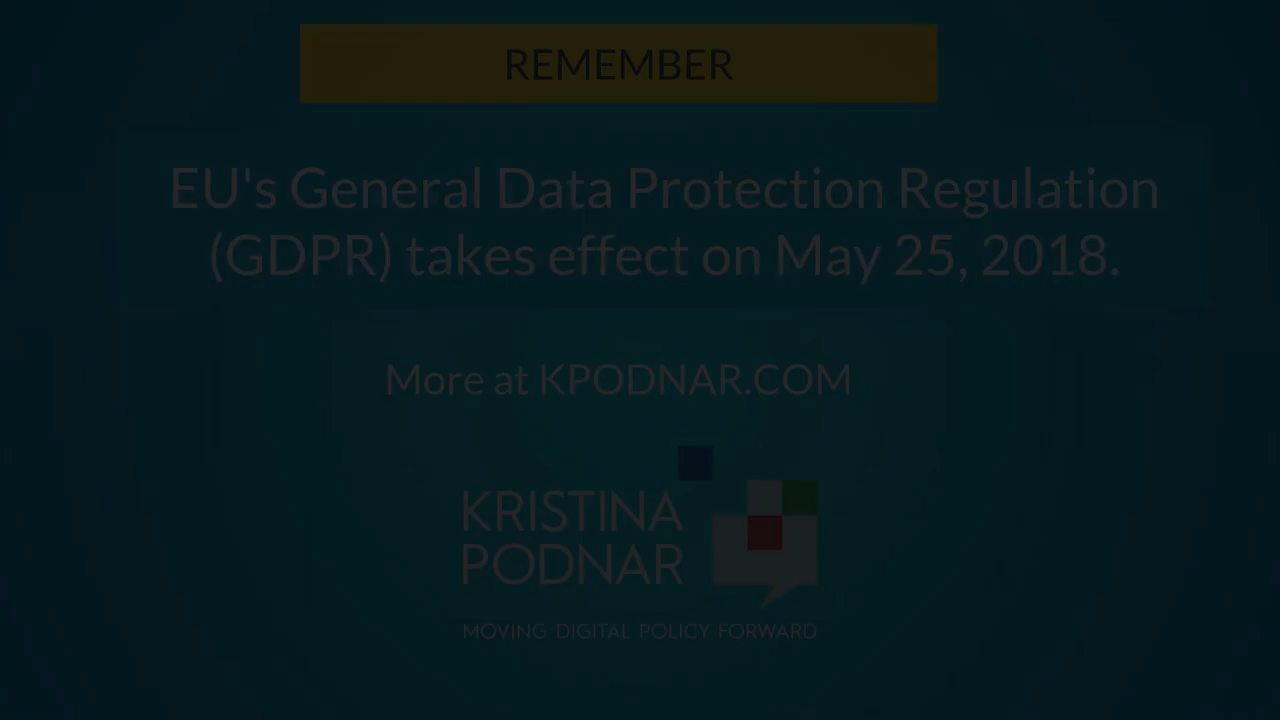 REMEMBER
EU's General Data Protection Regulation
(GDPR) takes effect on May 25, 2018.
More at KPODNAR.COM
KRISTINA
PODNAR
MOVING DIGITAL POLICY FORWARD